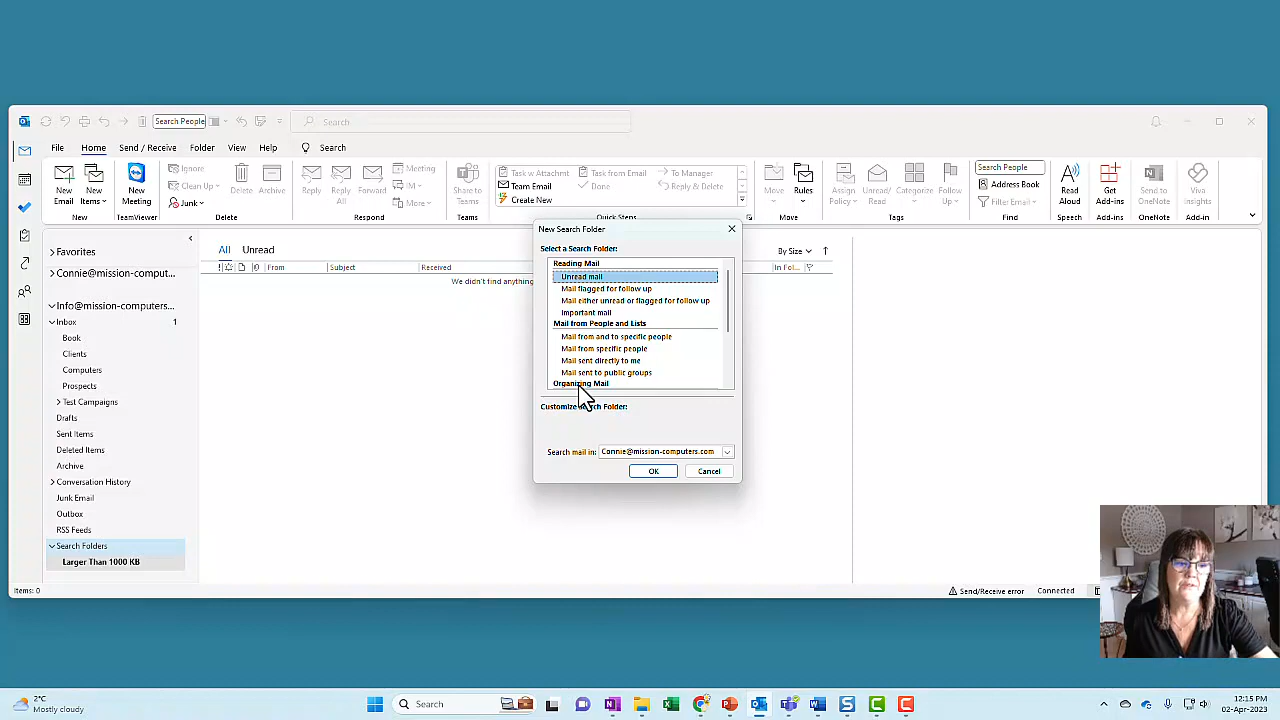 Search People
Search
File
Home
Send / Receive
Folder
View
Help
Search
New Email
New Items
New
New Meeting
TeamViewer
Ignore
Clean Up
Junk
Delete
Archive
Delete
Reply
Reply All
Forward
Meeting
IM
More
Respond
Share to Teams
Teams
Task w Attachmt
Task from Email
To Manager
Team Email
Done
Reply & Delete
Create New
Quick Steps
Move
Rules
Move
Assign Policy
Unread/ Read
Categorize
Follow Up
Tags
Search People
Address Book
Filter Email
Find
Read Aloud
Speech
Get Add-ins
Add-ins
Send to OneNote
OneNote
Viva Insights
Add-in
Favorites
Connie@mission-comput...
Info@mission-computers...
Inbox 1
Book
Clients
Computers
Prospects
Test Campaigns
Drafts
Sent Items
Deleted Items
Archive
Conversation History
Junk Email
Outbox
RSS Feeds
Search Folders
Larger Than 1000 KB
All Unread
By Size
From Subject Received In Fol...
We didn't find anything
New Search Folder
Select a Search Folder:
Reading Mail
Unread mail
Mail flagged for follow up
Mail either unread or flagged for follow up
Important mail
Mail from People and Lists
Mail from and to specific people
Mail from specific people
Mail sent directly to me
Mail sent to public groups
Organizing Mail
Customize Search Folder:
Search mail in: Connie@mission-computers.com
OK Cancel
Items: 0
Send/Receive error Connected
2°C
Mostly cloudy
Search
12:15 PM
02-Apr-2023